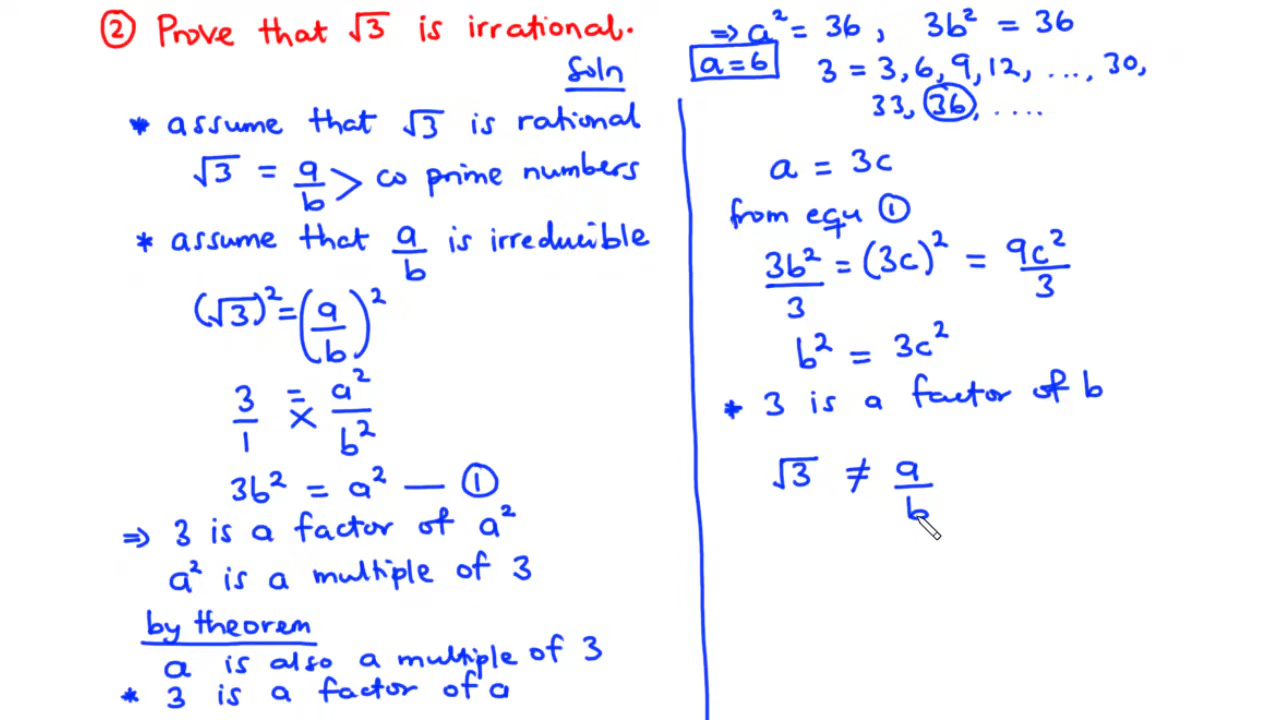 ② Prove that √3 is irrational.
Soln
* assume that √3 is rational
√3 = a/b > co prime numbers
* assume that a/b is irreducible
(√3)² = (a/b)²
3/1 = × a²/b²
3b² = a² — ①
⇒ 3 is a factor of a²
a² is a multiple of 3
by theorem
a is also a multiple of 3
* 3 is a factor of a
⇒ a² = 36, 3b² = 36
a = 6
3 = 3, 6, 9, 12, ..., 30,
33, 36, ....
a = 3c
from equ ①
3b²/3 = (3c)² = 9c²/3
b² = 3c²
* 3 is a factor of b
√3 ≠ a/b